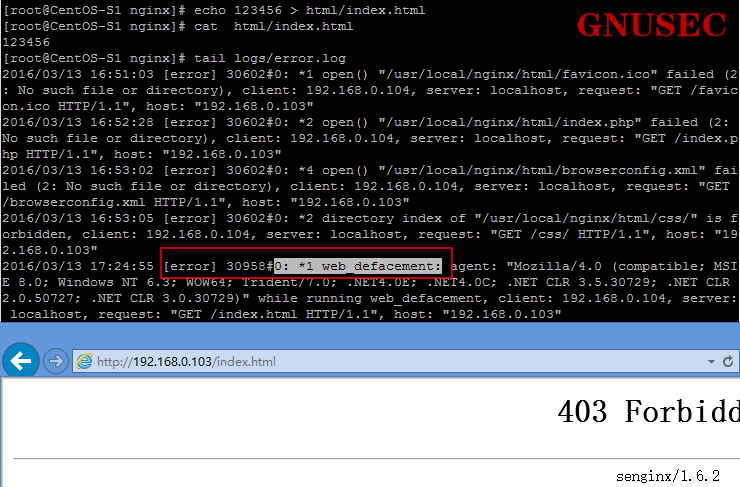 [root@CentOS-S1 nginx]# echo 123456 > html/index.html
GNUSEC
[root@CentOS-S1 nginx]# cat  html/index.html
123456
[root@CentOS-S1 nginx]# tail logs/error.log
2016/03/13 16:51:03 [error] 30602#0: *1 open() "/usr/local/nginx/html/favicon.ico" failed (2
: No such file or directory), client: 192.168.0.104, server: localhost, request: "GET /favic
on.ico HTTP/1.1", host: "192.168.0.103"
2016/03/13 16:52:28 [error] 30602#0: *2 open() "/usr/local/nginx/html/index.php" failed (2:
No such file or directory), client: 192.168.0.104, server: localhost, request: "GET /index.p
hp HTTP/1.1", host: "192.168.0.103"
2016/03/13 16:53:02 [error] 30602#0: *4 open() "/usr/local/nginx/html/browserconfig.xml" fai
led (2: No such file or directory), client: 192.168.0.104, server: localhost, request: "GET
/browserconfig.xml HTTP/1.1", host: "192.168.0.103"
2016/03/13 16:53:05 [error] 30602#0: *2 directory index of "/usr/local/nginx/html/css/" is f
orbidden, client: 192.168.0.104, server: localhost, request: "GET /css/ HTTP/1.1", host: "19
2.168.0.103"
2016/03/13 17:24:55 [error] 30958#0: *1 web_defacement: agent: "Mozilla/4.0 (compatible; MSI
E 8.0; Windows NT 6.3; WOW64; Trident/7.0; .NET4.0E; .NET4.0C; .NET CLR 3.5.30729; .NET CLR
2.0.50727; .NET CLR 3.0.30729)" while running web_defacement, client: 192.168.0.104, server:
localhost, request: "GET /index.html HTTP/1.1", host: "192.168.0.103"
http://192.168.0.103/index.html
403 Forbidd
senginx/1.6.2